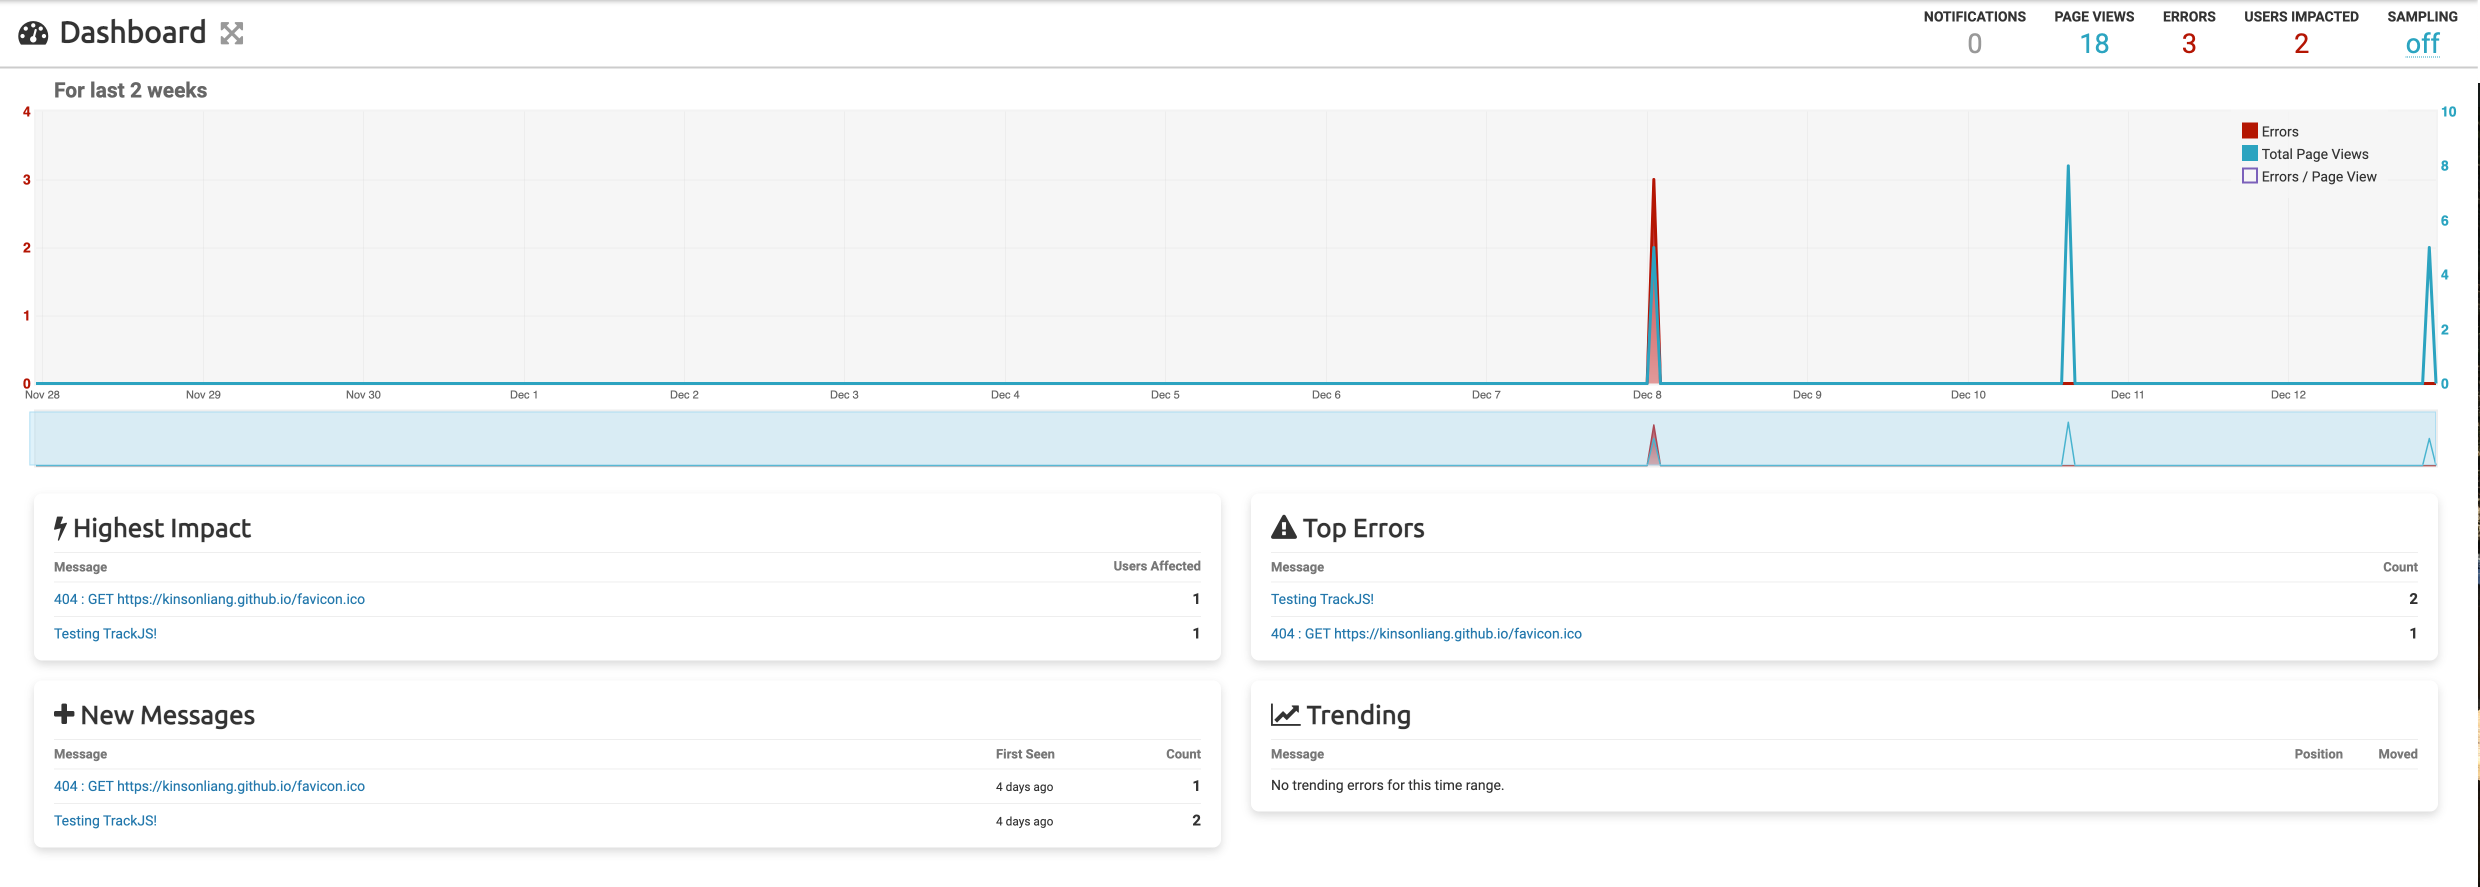 Dashboard
NOTIFICATIONS PAGE VIEWS ERRORS USERS IMPACTED SAMPLING
0 18 3 2 off
For last 2 weeks
4 10
Errors
Total Page Views
3 8
Errors / Page View
6
2
4
1 2
0 0
Nov 28 Nov 29 Nov 30 Dec 1 Dec 2 Dec 3 Dec 4 Dec 5 Dec 6 Dec 7 Dec 8 Dec 9 Dec 10 Dec 11 Dec 12
Highest Impact
Message Users Affected
404 : GET https://kinsonliang.github.io/favicon.ico 1
Testing TrackJS! 1
Top Errors
Message Count
Testing TrackJS! 2
404 : GET https://kinsonliang.github.io/favicon.ico 1
New Messages
Message First Seen Count
404 : GET https://kinsonliang.github.io/favicon.ico 4 days ago 1
Testing TrackJS! 4 days ago 2
Trending
Message Position Moved
No trending errors for this time range.